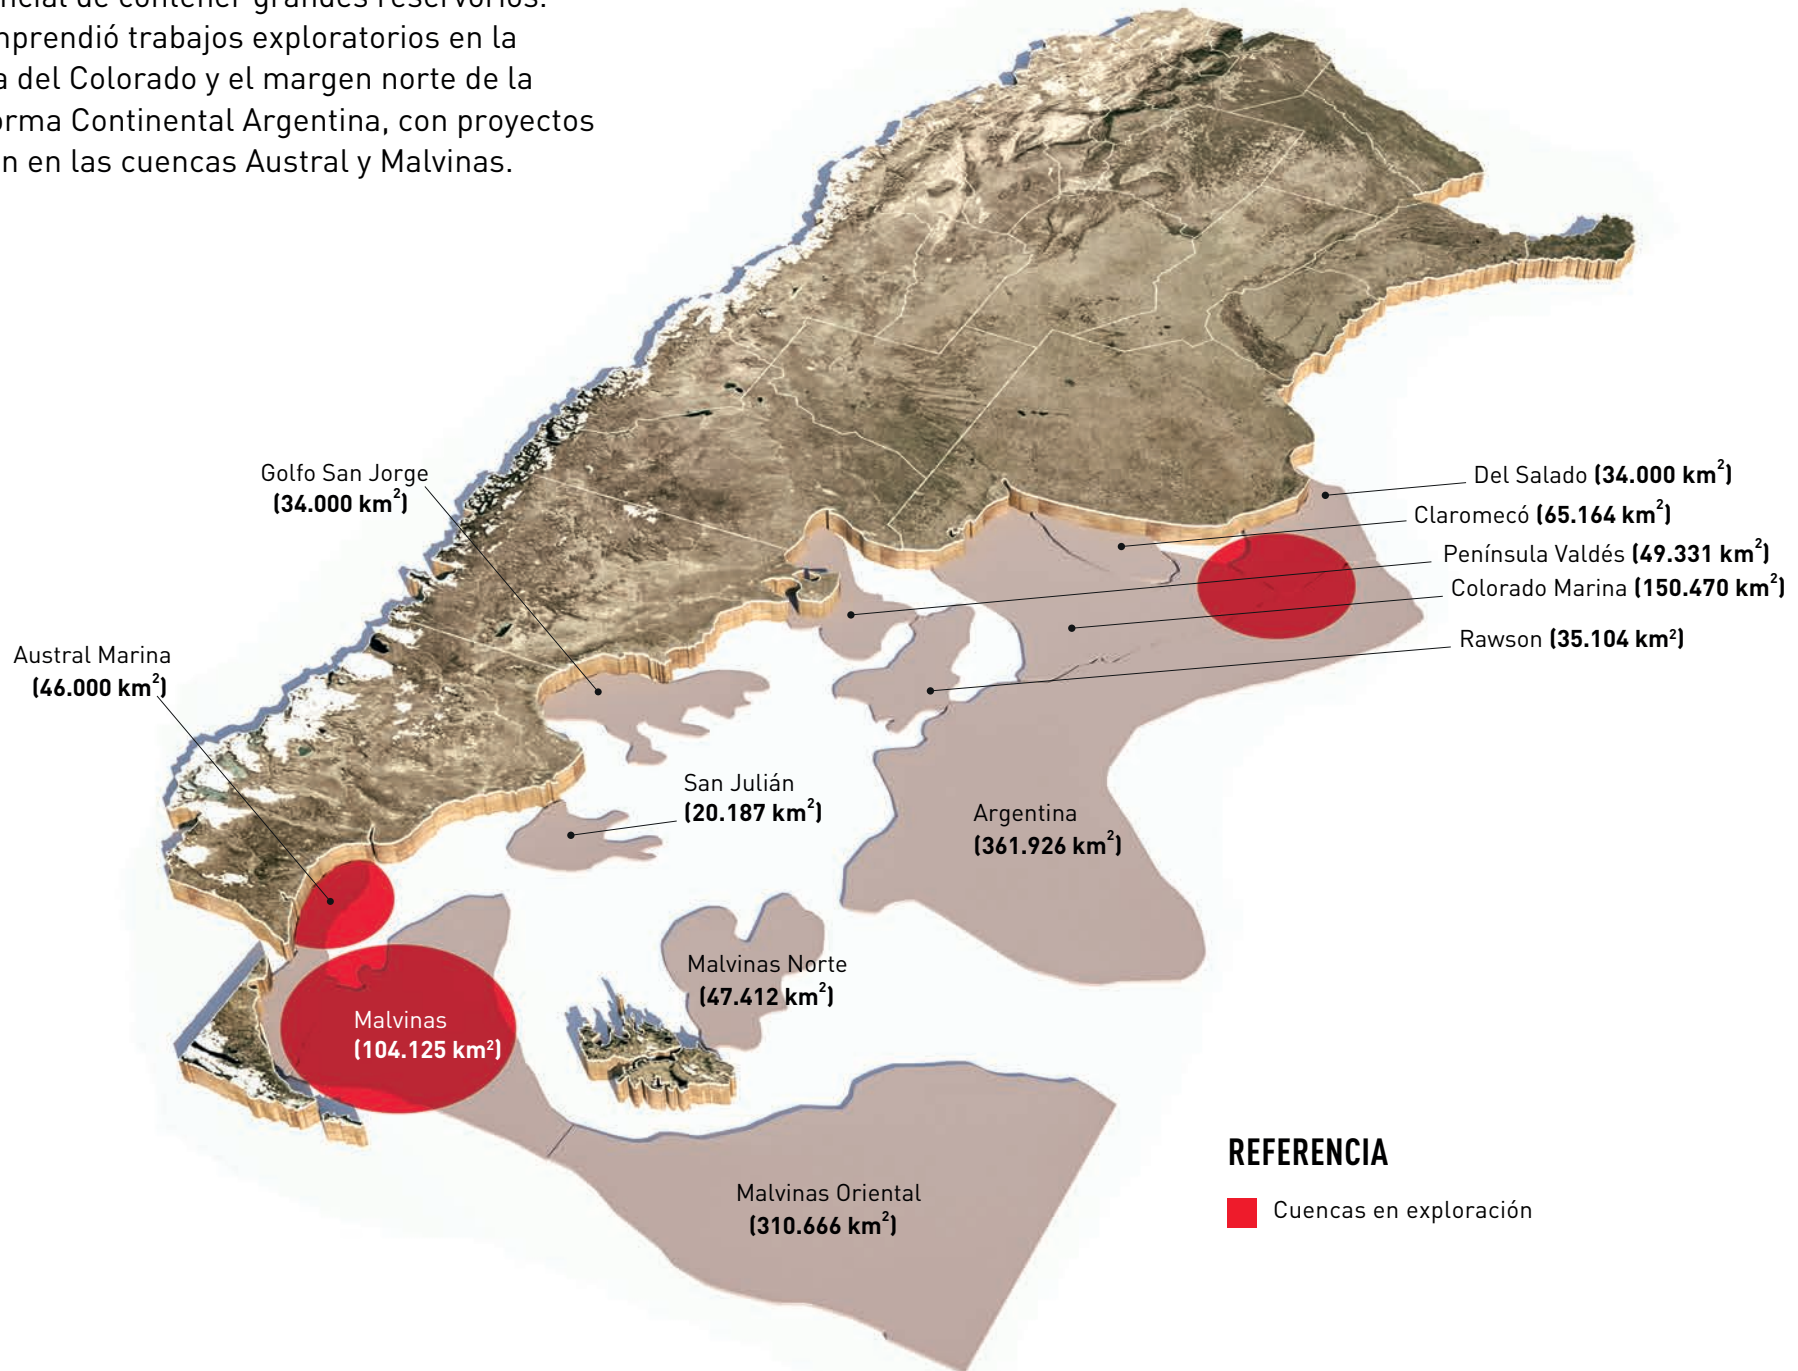 de contener grandes reservorios.
exploratorios en la
del Colorado y el margen norte de la
Continental Argentina, con proyectos
en las cuencas Austral y Malvinas.
Golfo San Jorge
(34.000 km²)
Del Salado (34.000 km²)
Claromecó (65.164 km²)
Península Valdés (49.331 km²)
Colorado Marina (150.470 km²)
Rawson (35.104 km²)
Austral Marina
(46.000 km²)
San Julián
(20.187 km²)
Argentina
(361.926 km²)
Malvinas Norte
(47.412 km²)
Malvinas
(104.125 km²)
Malvinas Oriental
(310.666 km²)
REFERENCIA
Cuencas en exploración